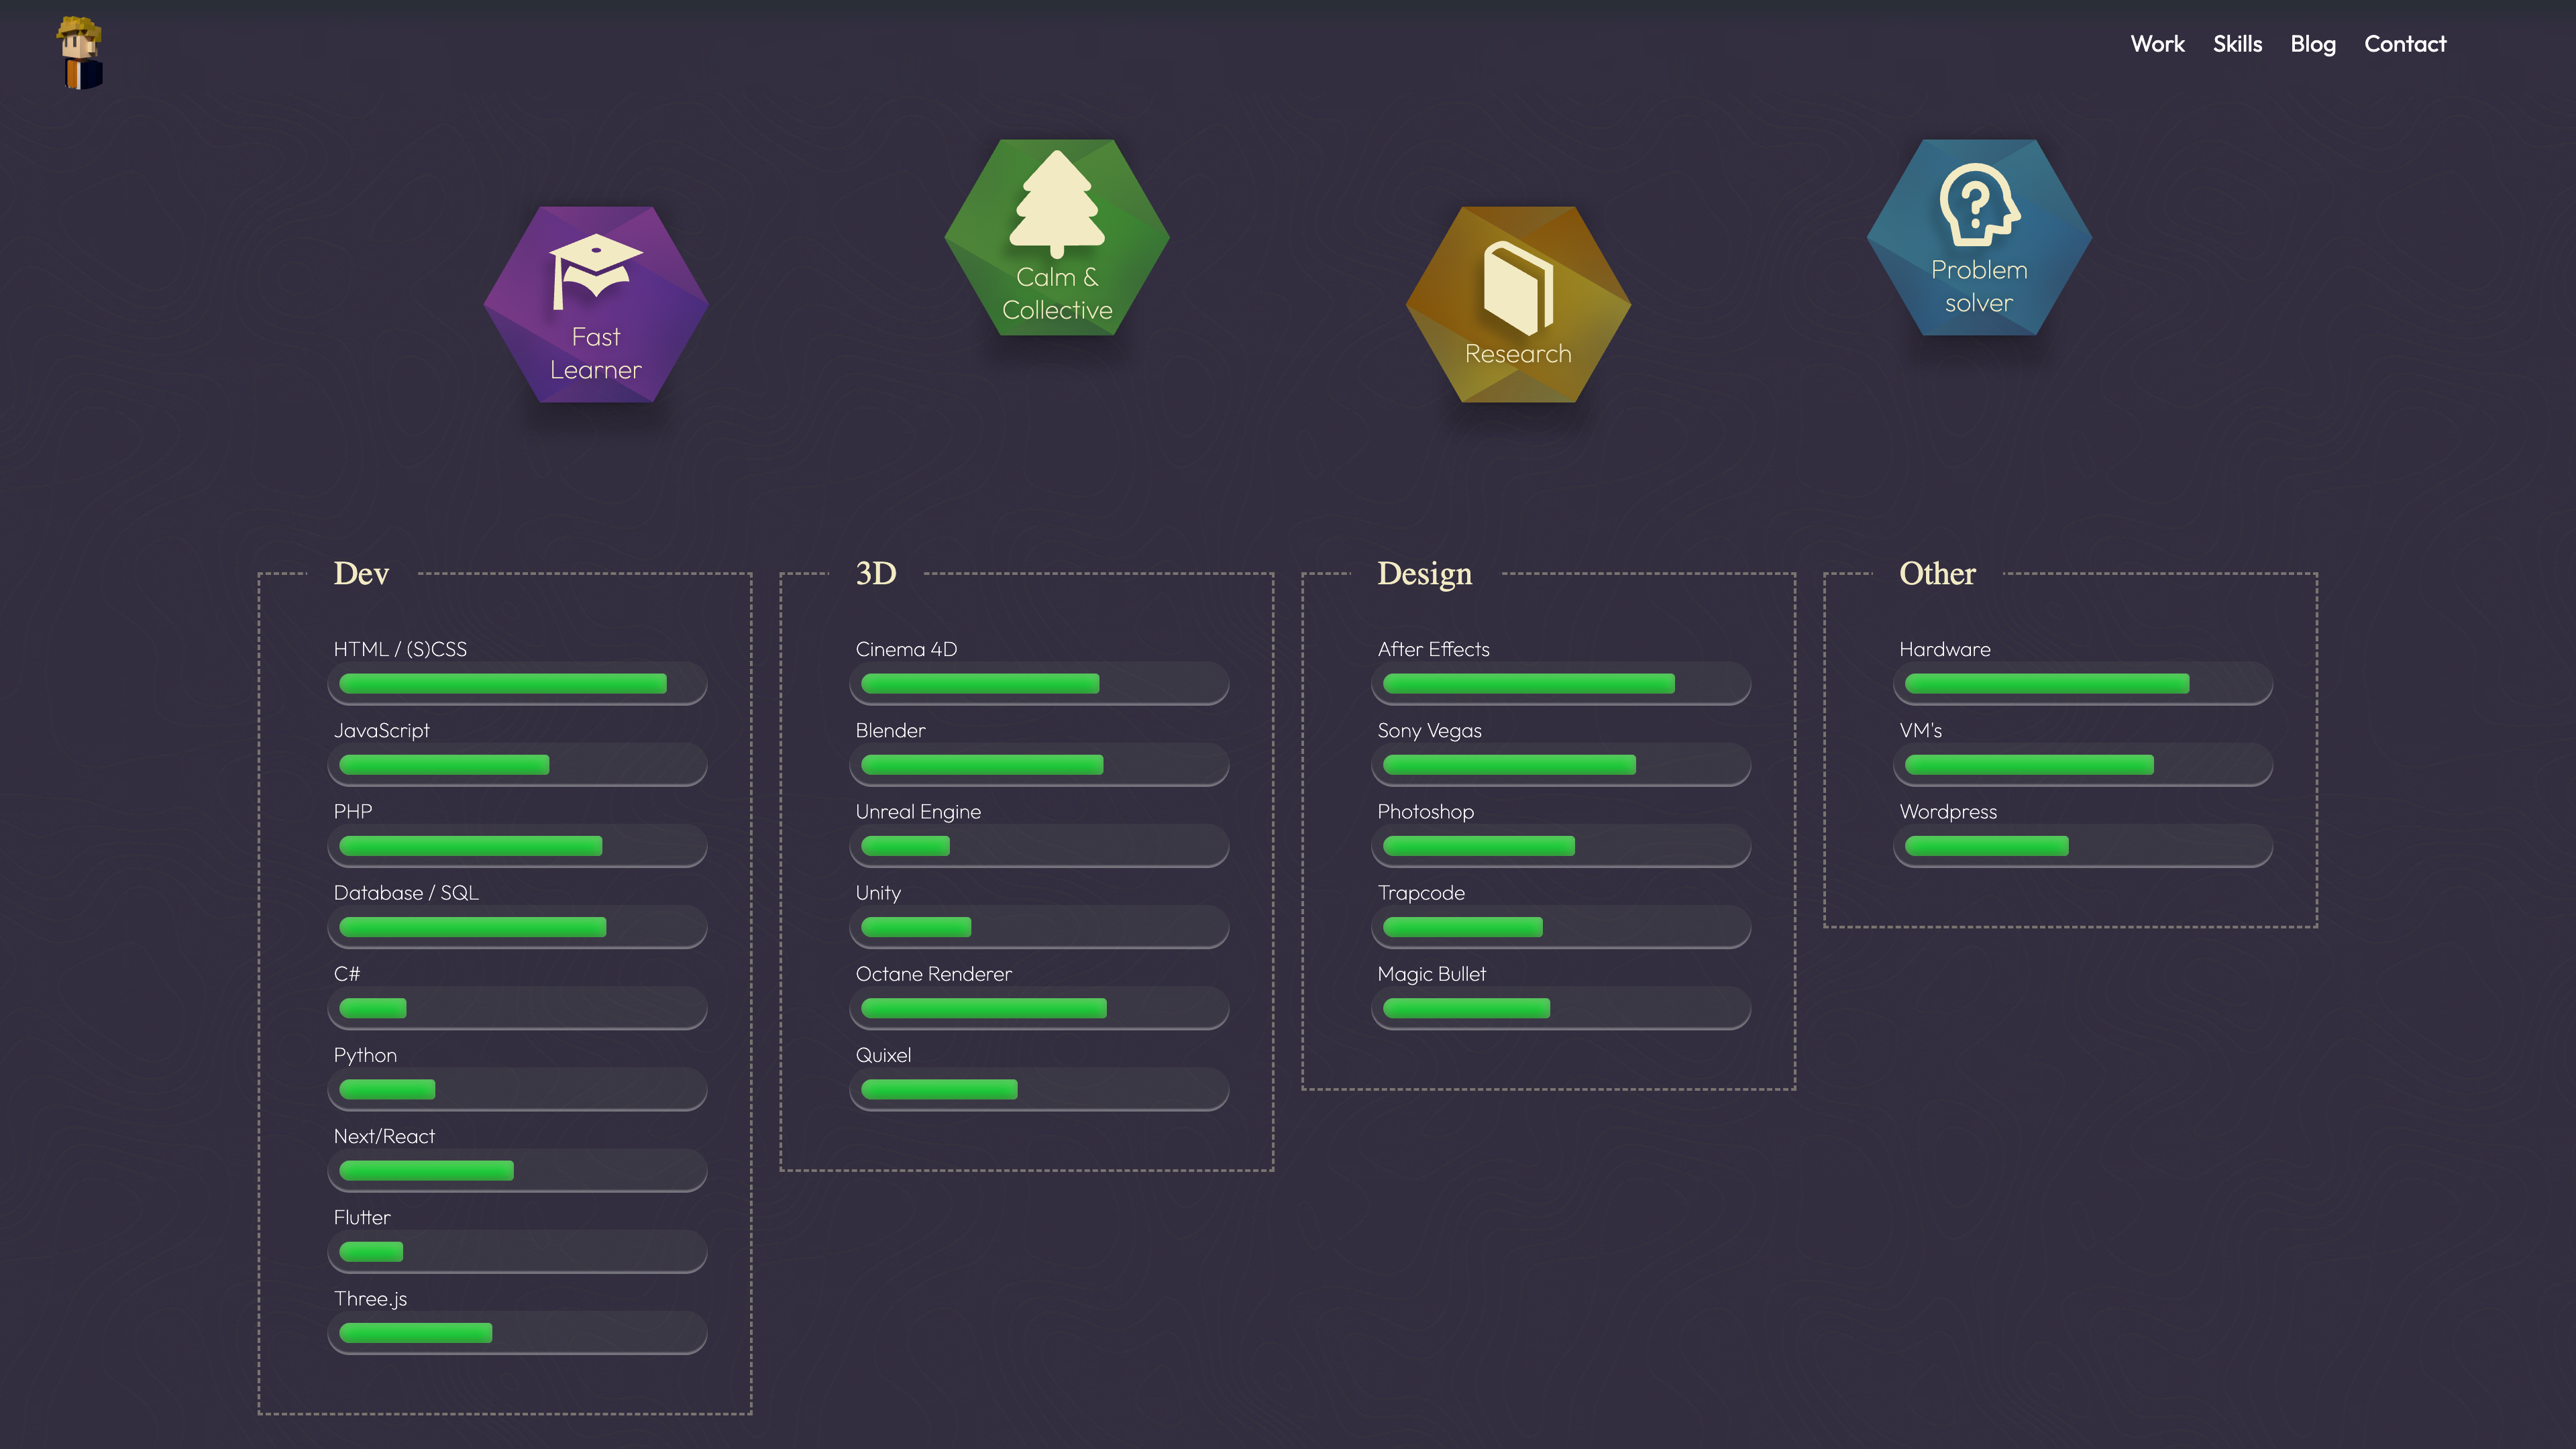 Work
Skills
Blog
Contact
Fast
Learner
Calm &
Collective
Research
Problem
solver
Dev
HTML / (S)CSS
JavaScript
PHP
Database / SQL
C#
Python
Next/React
Flutter
Three.js
3D
Cinema 4D
Blender
Unreal Engine
Unity
Octane Renderer
Quixel
Design
After Effects
Sony Vegas
Photoshop
Trapcode
Magic Bullet
Other
Hardware
VM's
Wordpress